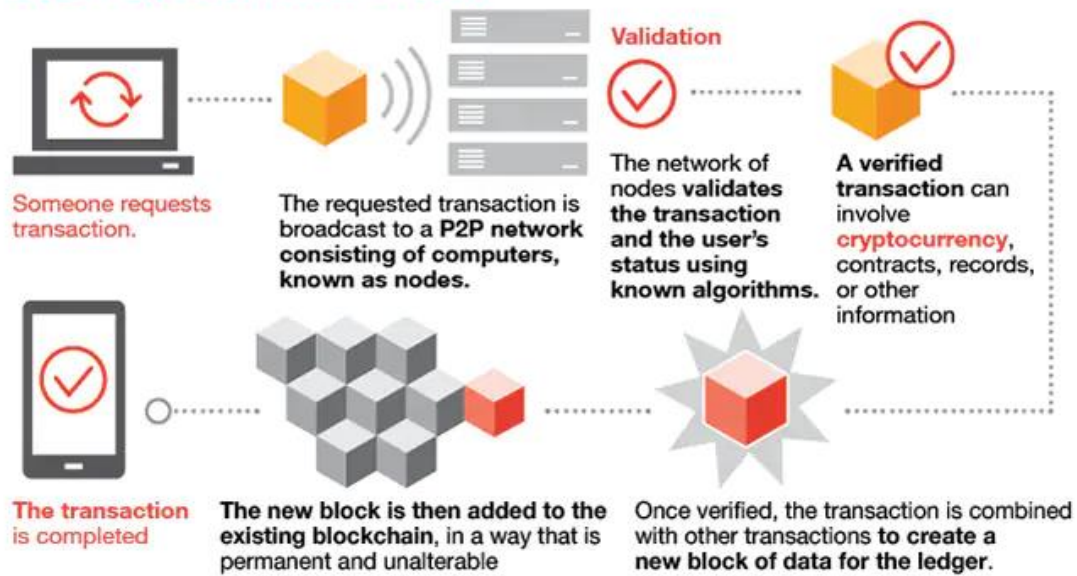 Someone requests
transaction.
The requested transaction is
broadcast to a P2P network
consisting of computers,
known as nodes.
Validation
The network of
nodes validates
the transaction
and the user's
status using
known algorithms.
A verified
transaction can
involve
cryptocurrency,
contracts, records,
or other
information
Once verified, the transaction is combined
with other transactions to create a
new block of data for the ledger.
The new block is then added to the
existing blockchain, in a way that is
permanent and unalterable
The transaction
is completed